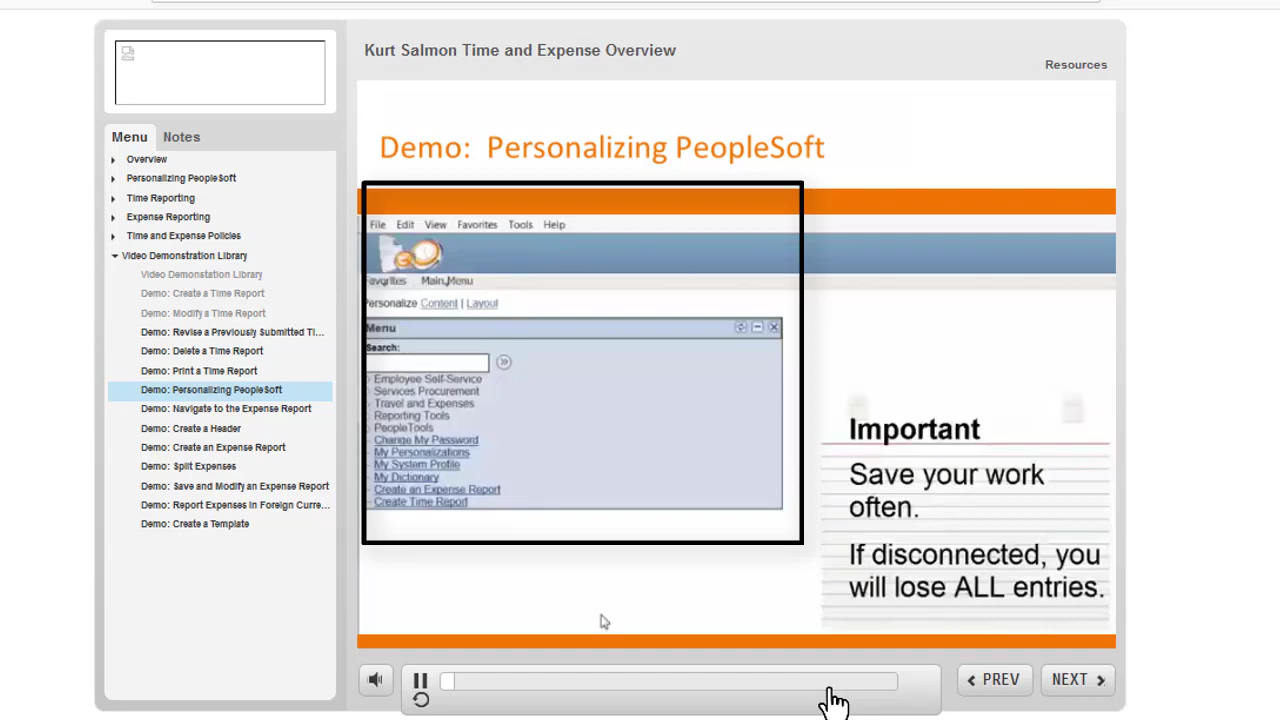 Kurt Salmon Time and Expense Overview
Resources
Menu
Notes
Overview
Personalizing PeopleSoft
Time Reporting
Expense Reporting
Time and Expense Policies
Video Demonstration Library
Video Demonstation Library
Demo: Create a Time Report
Demo: Modify a Time Report
Demo: Revise a Previously Submitted Ti...
Demo: Delete a Time Report
Demo: Print a Time Report
Demo: Personalizing PeopleSoft
Demo: Navigate to the Expense Report
Demo: Create a Header
Demo: Create an Expense Report
Demo: Split Expenses
Demo: Save and Modify an Expense Report
Demo: Report Expenses in Foreign Curre...
Demo: Create a Template
Demo: Personalizing PeopleSoft
File Edit View Favorites Tools Help
Favorites Main Menu
Personalize Content | Layout
Menu
Search:
Employee Self-Service
Services Procurement
Travel and Expenses
Reporting Tools
PeopleTools
Change My Password
My Personalizations
My System Profile
My Dictionary
Create an Expense Report
Create Time Report
Important
Save your work
often.
If disconnected, you
will lose ALL entries.
PREV
NEXT